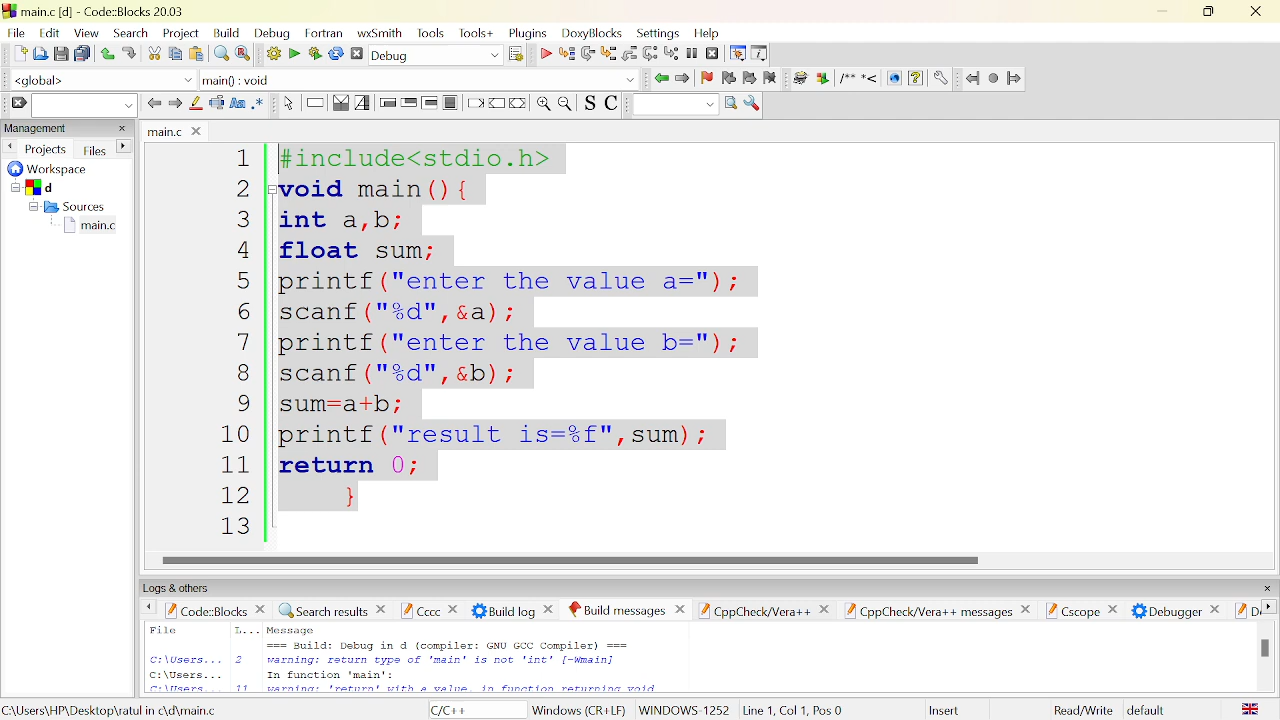 main.c [d] - Code::Blocks 20.03
File Edit View Search Project Build Debug Fortran wxSmith Tools Tools+ Plugins DoxyBlocks Settings Help
Debug
<global> main() : void /** *<
Aa .* S C
Management
Projects Files
Workspace
d
Sources
main.c
main.c
1 #include<stdio.h>
2 void main(){
3 int a,b;
4 float sum;
5 printf("enter the value a=");
6 scanf("%d",&a);
7 printf("enter the value b=");
8 scanf("%d",&b);
9 sum=a+b;
10 printf("result is=%f",sum);
11 return 0;
12 }
13
Logs & others
Code::Blocks Search results Cccc Build log Build messages CppCheck/Vera++ CppCheck/Vera++ messages Cscope Debugger
File L... Message
=== Build: Debug in d (compiler: GNU GCC Compiler) ===
C:\Users... 2 warning: return type of 'main' is not 'int' [-Wmain]
C:\Users... In function 'main':
C:\Users... 11 warning: 'return' with a value, in function returning void
C:\Users\HP\Desktop\ratul in c\d\main.c C/C++ Windows (CR+LF) WINDOWS-1252 Line 1, Col 1, Pos 0 Insert Read/Write default